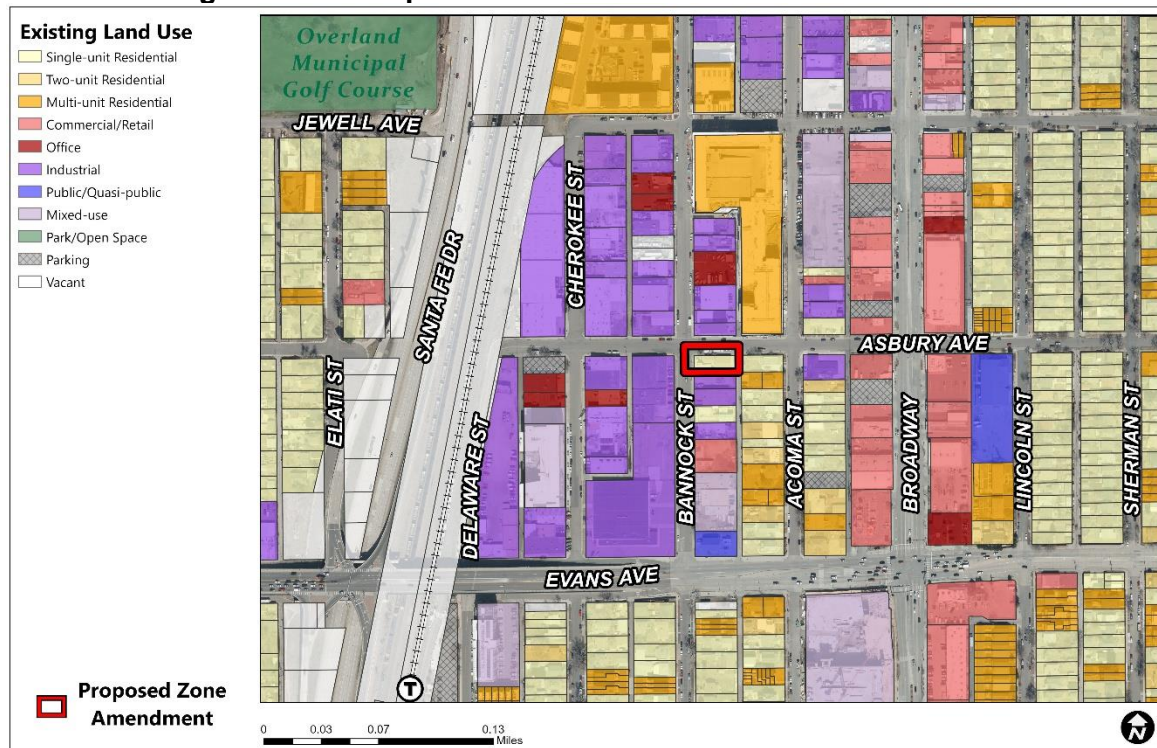 Existing Land Use
Single-unit Residential
Two-unit Residential
Multi-unit Residential
Commercial/Retail
Office
Industrial
Public/Quasi-public
Mixed-use
Park/Open Space
Parking
Vacant
Proposed Zone
Amendment
Overland
Municipal
Golf Course
JEWELL AVE
SANTA FE DR
CHEROKEE ST
ELATI ST
DELAWARE ST
BANNOCK ST
ACOMA ST
BROADWAY
ASBURY AVE
LINCOLN ST
SHERMAN ST
EVANS AVE
T
0 0.03 0.07 0.13
Miles
N